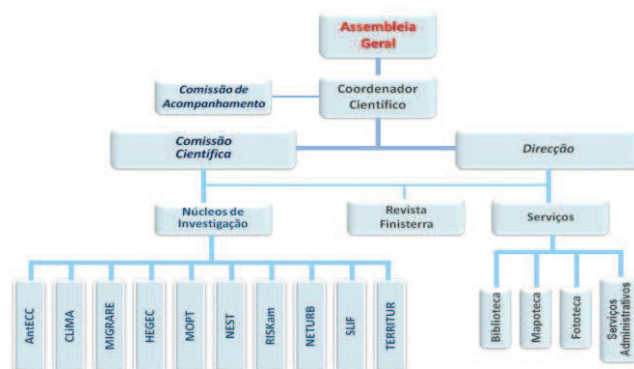 Assembleia
Geral
Comissão de
Acompanhamento
Coordenador
Científico
Comissão
Científica
Direcção
Núcleos de
Investigação
Revista
Finisterra
Serviços
AntECC
CLiMA
MIGRARE
HEGEC
MOPT
NEST
RISKam
NETURB
SLIF
TERRITUR
Biblioteca
Mapoteca
Fototeca
Serviços
Administrativos